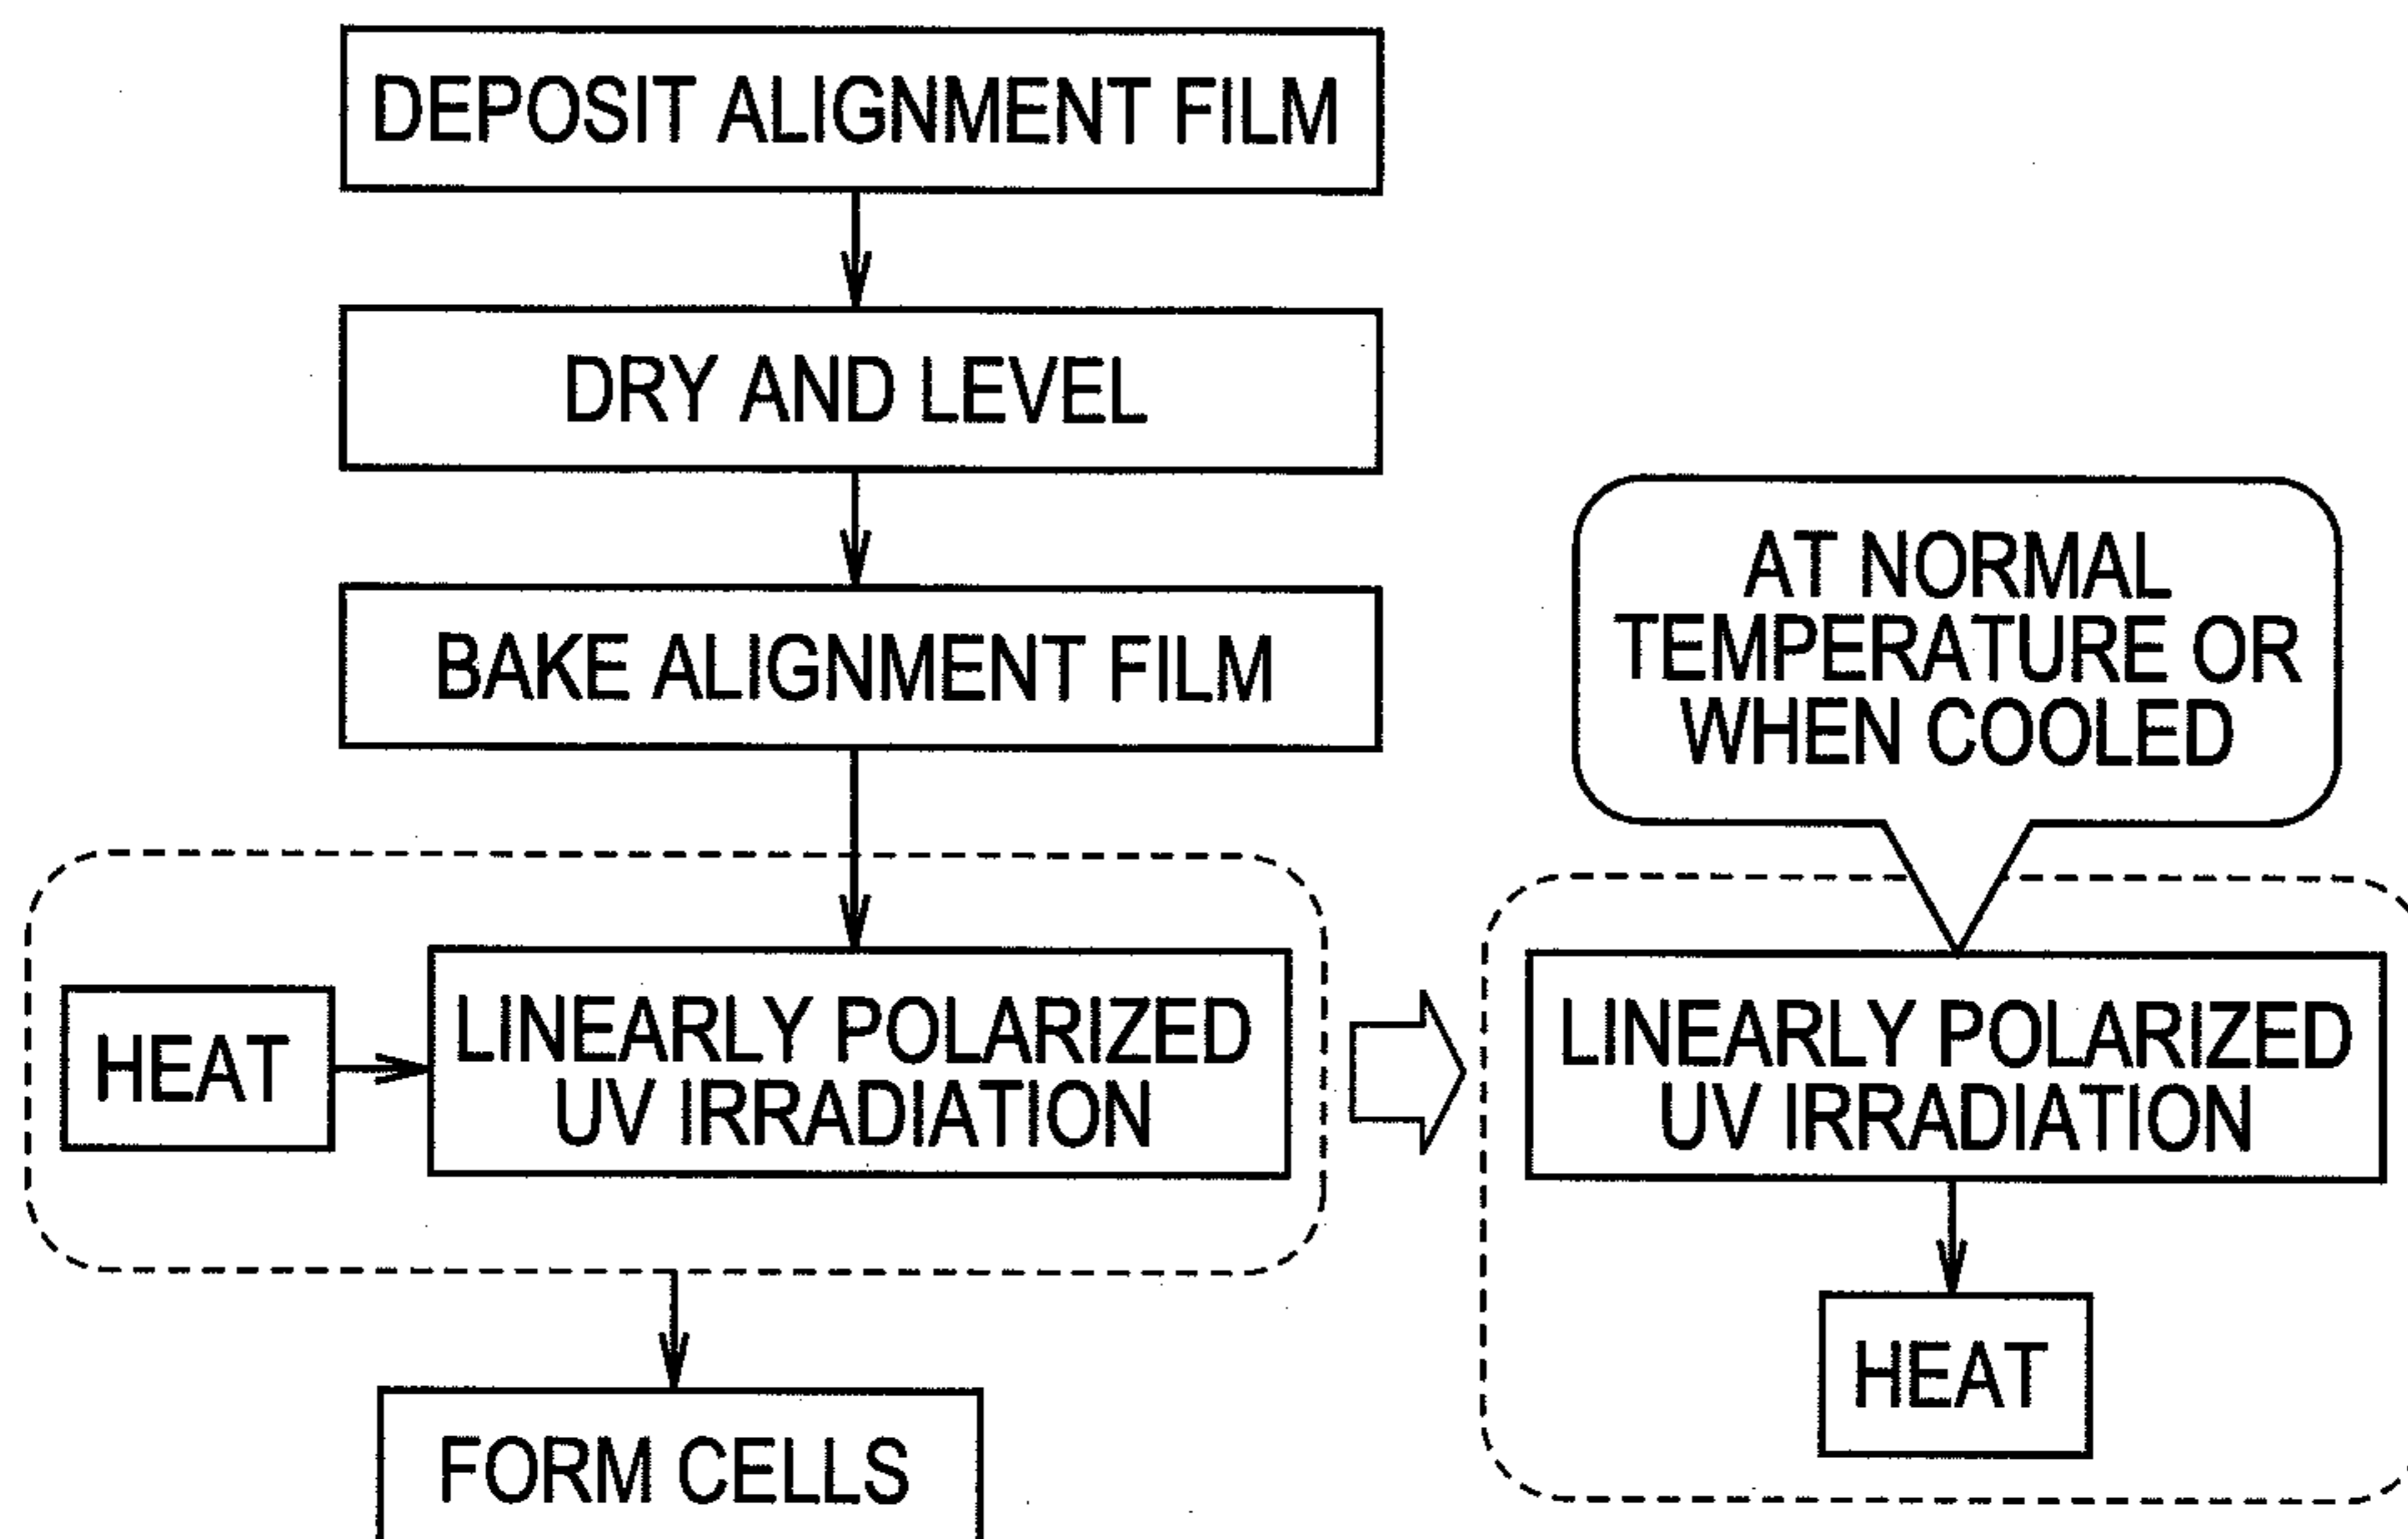 DEPOSIT ALIGNMENT FILM
DRY AND LEVEL
BAKE ALIGNMENT FILM
HEAT
LINEARLY POLARIZED
UV IRRADIATION
FORM CELLS
AT NORMAL
TEMPERATURE OR
WHEN COOLED
LINEARLY POLARIZED
UV IRRADIATION
HEAT